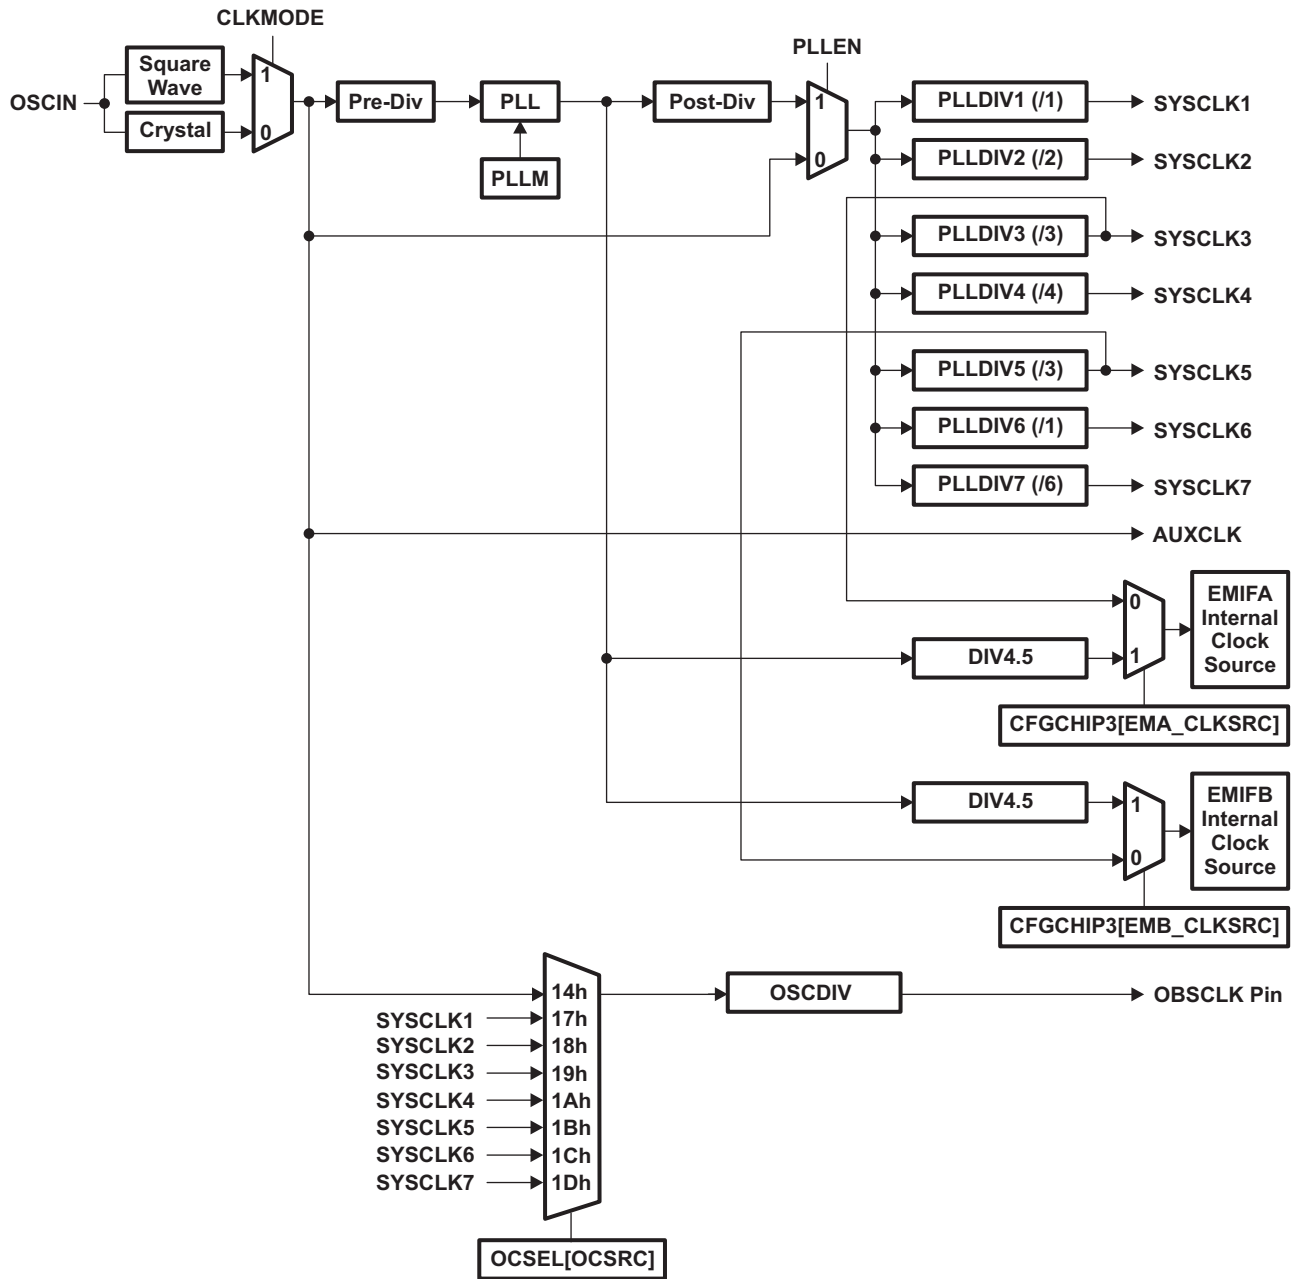 CLKMODE
PLLEN
OSCIN
Square
Wave
1
Crystal
0
Pre-Div
PLL
PLLM
Post-Div
1
0
PLLDIV1 (/1)
SYSCLK1
PLLDIV2 (/2)
SYSCLK2
PLLDIV3 (/3)
SYSCLK3
PLLDIV4 (/4)
SYSCLK4
PLLDIV5 (/3)
SYSCLK5
PLLDIV6 (/1)
SYSCLK6
PLLDIV7 (/6)
SYSCLK7
AUXCLK
0
DIV4.5
1
EMIFA
Internal
Clock
Source
CFGCHIP3[EMA_CLKSRC]
DIV4.5
1
0
EMIFB
Internal
Clock
Source
CFGCHIP3[EMB_CLKSRC]
14h
OSCDIV
OBSCLK Pin
SYSCLK1
17h
SYSCLK2
18h
SYSCLK3
19h
SYSCLK4
1Ah
SYSCLK5
1Bh
SYSCLK6
1Ch
SYSCLK7
1Dh
OCSEL[OCSRC]